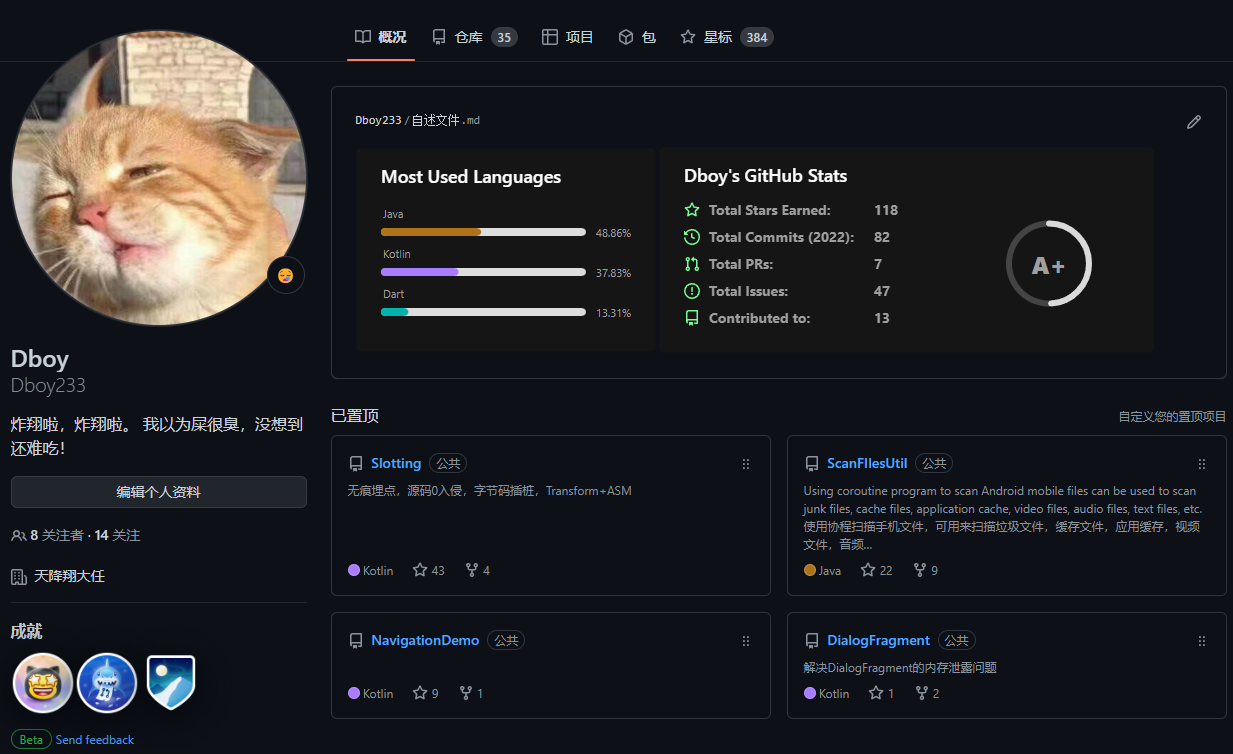 概况
仓库 35
项目
包
星标 384
Dboy233 / 自述文件.md
Most Used Languages
Java
48.86%
Kotlin
37.83%
Dart
13.31%
Dboy's GitHub Stats
Total Stars Earned: 118
Total Commits (2022): 82
Total PRs: 7
Total Issues: 47
Contributed to: 13
A+
Dboy
Dboy233
炸翔啦，炸翔啦。 我以为屎很臭，没想到
还难吃！
编辑个人资料
8 关注者 · 14 关注
天降翔大任
成就
Beta Send feedback
已置顶
自定义您的置顶项目
Slotting 公共
无痕埋点，源码0入侵，字节码插桩，Transform+ASM
Kotlin 43 4
ScanFIlesUtil 公共
Using coroutine program to scan Android mobile files can be used to scan
junk files, cache files, application cache, video files, audio files, text files, etc.
使用协程扫描手机文件，可用来扫描垃圾文件，缓存文件，应用缓存，视频
文件，音频...
Java 22 9
NavigationDemo 公共
Kotlin 9 1
DialogFragment 公共
解决DialogFragment的内存泄露问题
Kotlin 1 2